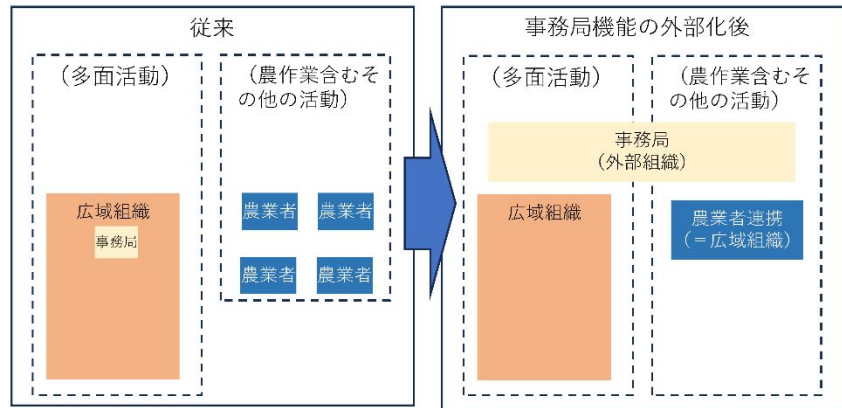 従来
（多面活動）
（農作業含むそ
の他の活動）
広域組織
事務局
農業者
農業者
農業者
農業者
事務局機能の外部化後
（多面活動）
（農作業含むそ
の他の活動）
事務局
（外部組織）
広域組織
農業者連携
（＝広域組織）